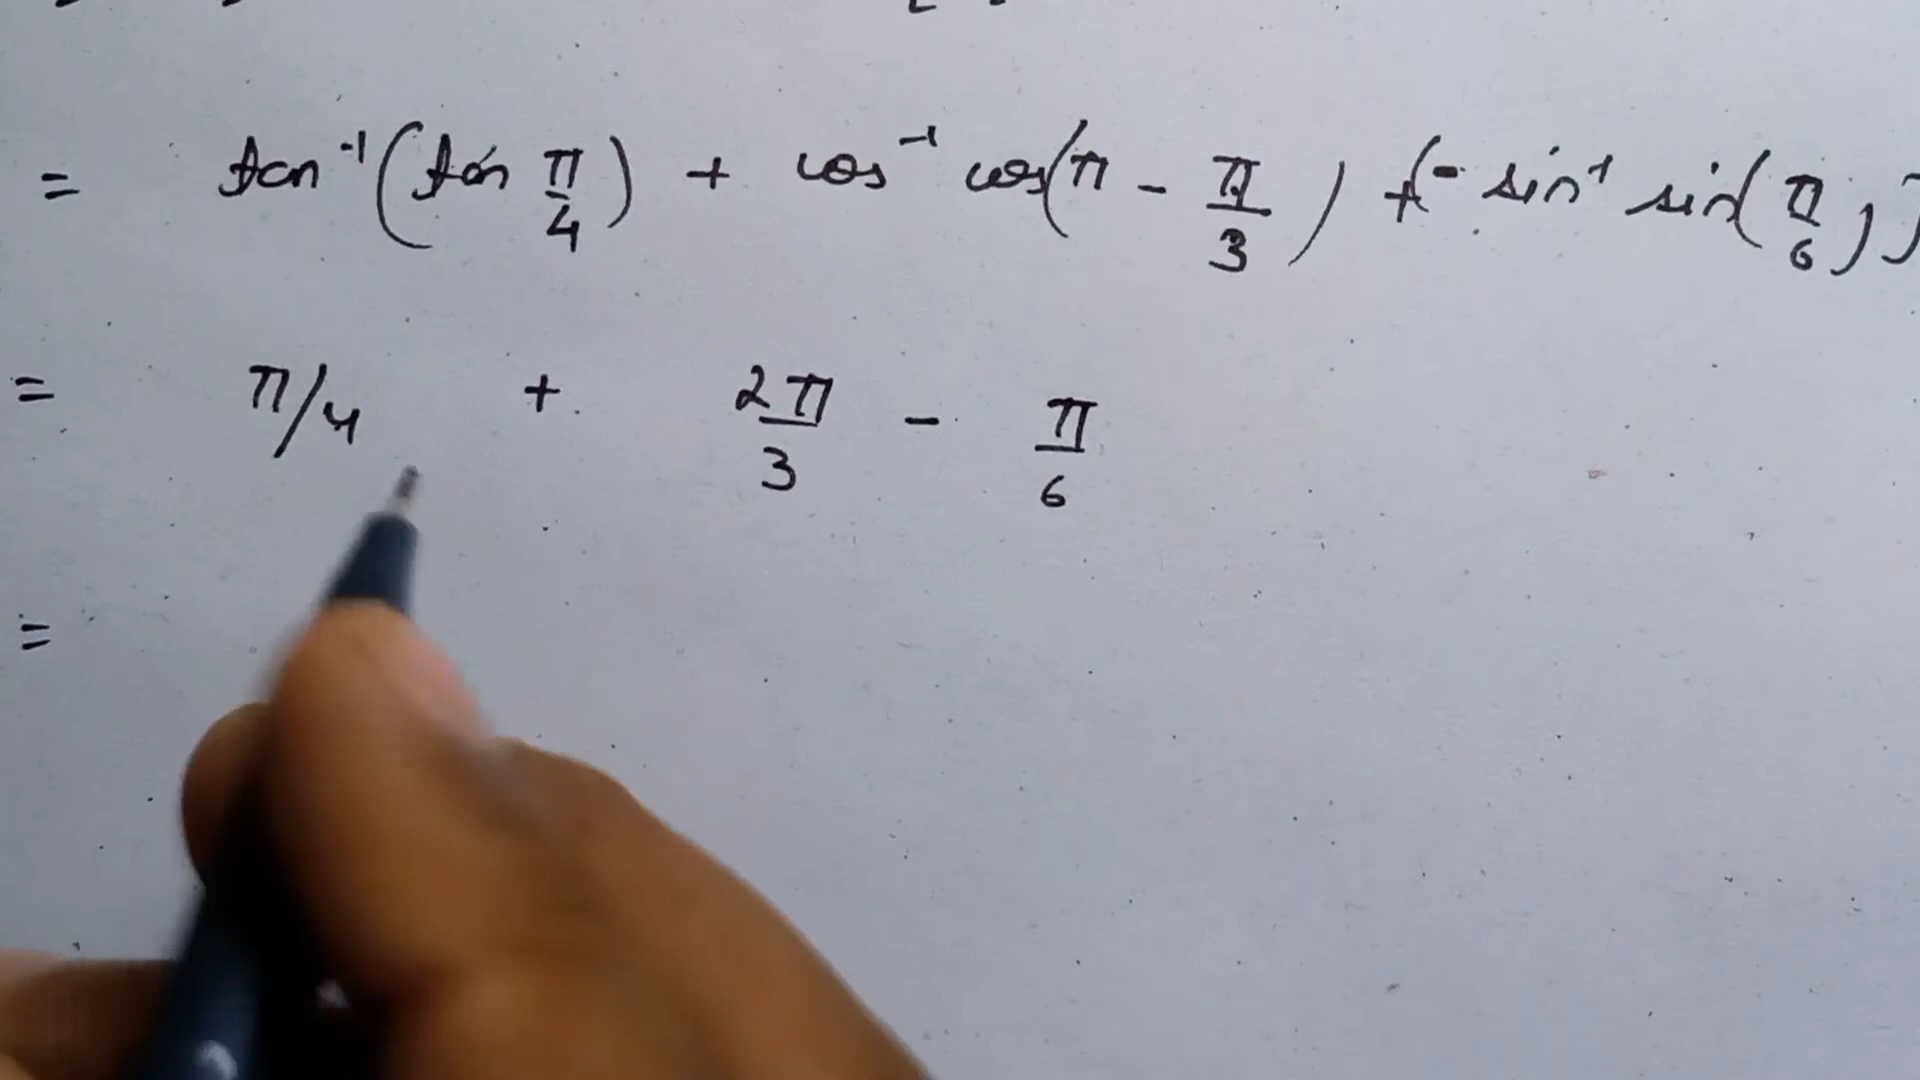 = tan⁻¹(tan π/4) + cos⁻¹ cos(π - π/3) + (- sin⁻¹ sin(π/6))
= π/4 + 2π/3 - π/6
=